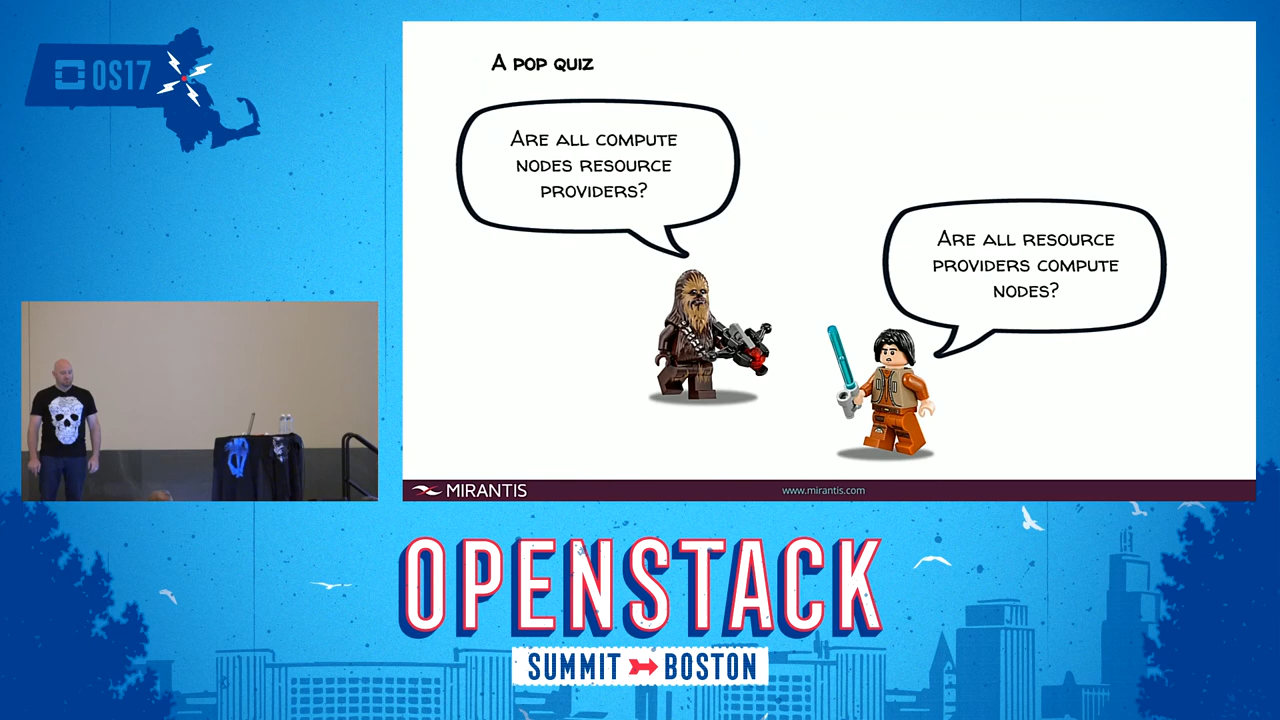 OS17
A POP QUIZ
ARE ALL COMPUTE
NODES RESOURCE
PROVIDERS?
ARE ALL RESOURCE
PROVIDERS COMPUTE
NODES?
MIRANTIS
www.mirantis.com
OPENSTACK
SUMMIT BOSTON